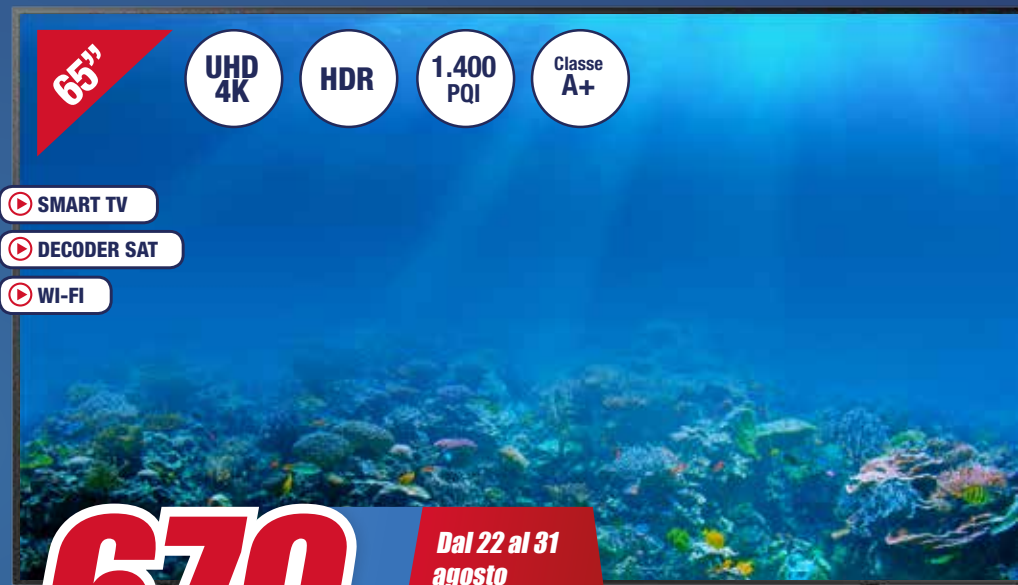 65”
UHD
4K
HDR
1.400
PQI
Classe
A+
SMART TV
DECODER SAT
WI-FI
Dal 22 al 31
agosto